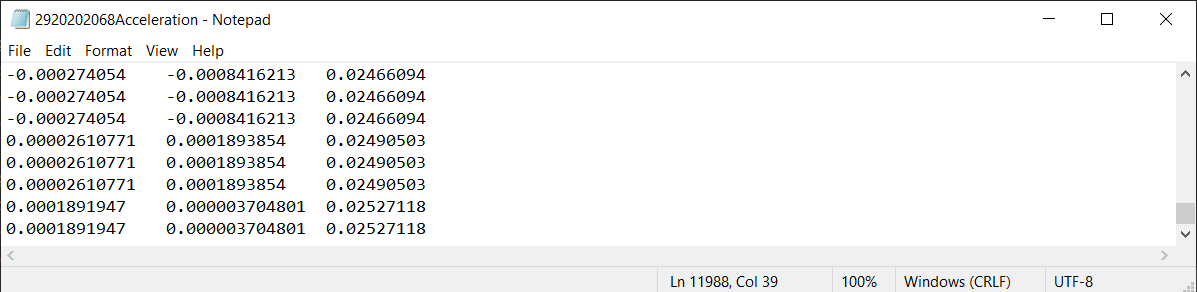 2920202068Acceleration - Notepad
File Edit Format View Help
-0.000274054 -0.0008416213 0.02466094
-0.000274054 -0.0008416213 0.02466094
-0.000274054 -0.0008416213 0.02466094
0.00002610771 0.0001893854 0.02490503
0.00002610771 0.0001893854 0.02490503
0.00002610771 0.0001893854 0.02490503
0.0001891947 0.000003704801 0.02527118
0.0001891947 0.000003704801 0.02527118
Ln 11988, Col 39 100% Windows (CRLF) UTF-8